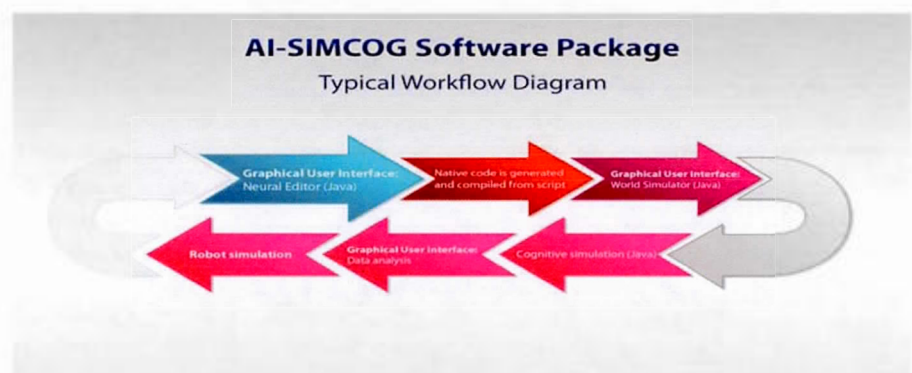 AI-SIMCOG Software Package
Typical Workflow Diagram
Graphical User Interface:
Neural Editor (Java)
Native code is generated
and compiled from script
Graphical User Interface:
World Simulator (Java)
Robot simulation
Graphical User Interface:
Data analysis
Cognitive simulation (Java)